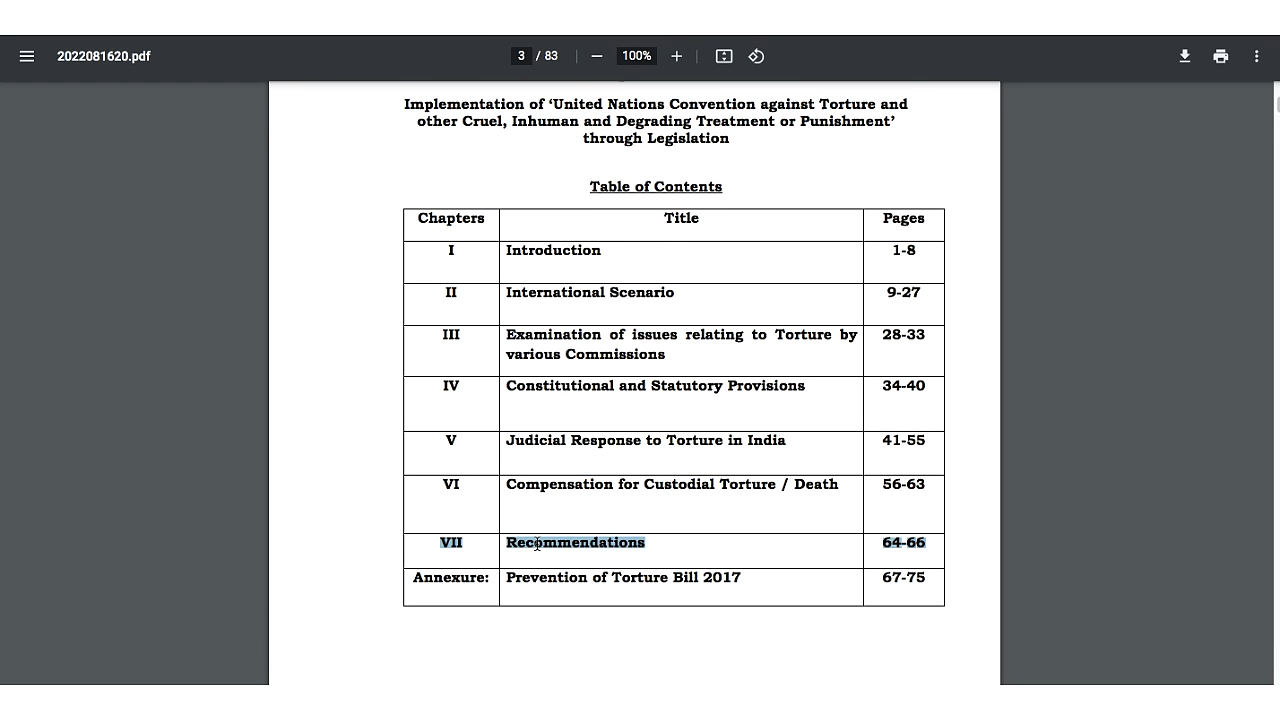 2022081620.pdf 3 / 83 100%
Implementation of ‘United Nations Convention against Torture and
other Cruel, Inhuman and Degrading Treatment or Punishment’
through Legislation
Table of Contents
Chapters Title Pages
I Introduction 1-8
II International Scenario 9-27
III Examination of issues relating to Torture by 28-33
various Commissions
IV Constitutional and Statutory Provisions 34-40
V Judicial Response to Torture in India 41-55
VI Compensation for Custodial Torture / Death 56-63
VII Recommendations 64-66
Annexure: Prevention of Torture Bill 2017 67-75